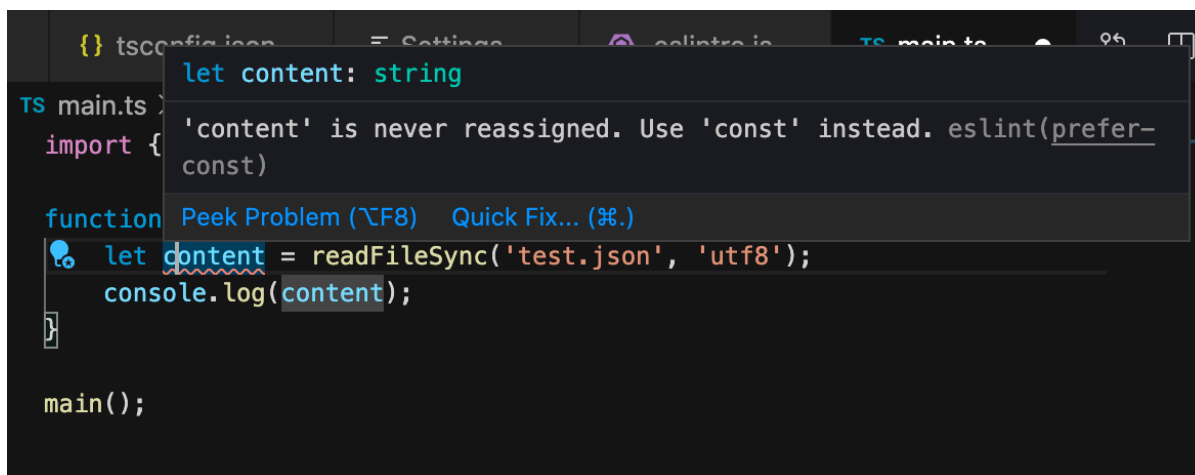 {} tsconfig.json Settings .eslintrc.js TS main.ts
let content: string
TS main.ts
'content' is never reassigned. Use 'const' instead. eslint(prefer-
const)
import {
Peek Problem (⌥F8) Quick Fix... (⌘.)
function
let content = readFileSync('test.json', 'utf8');
console.log(content);
}
main();